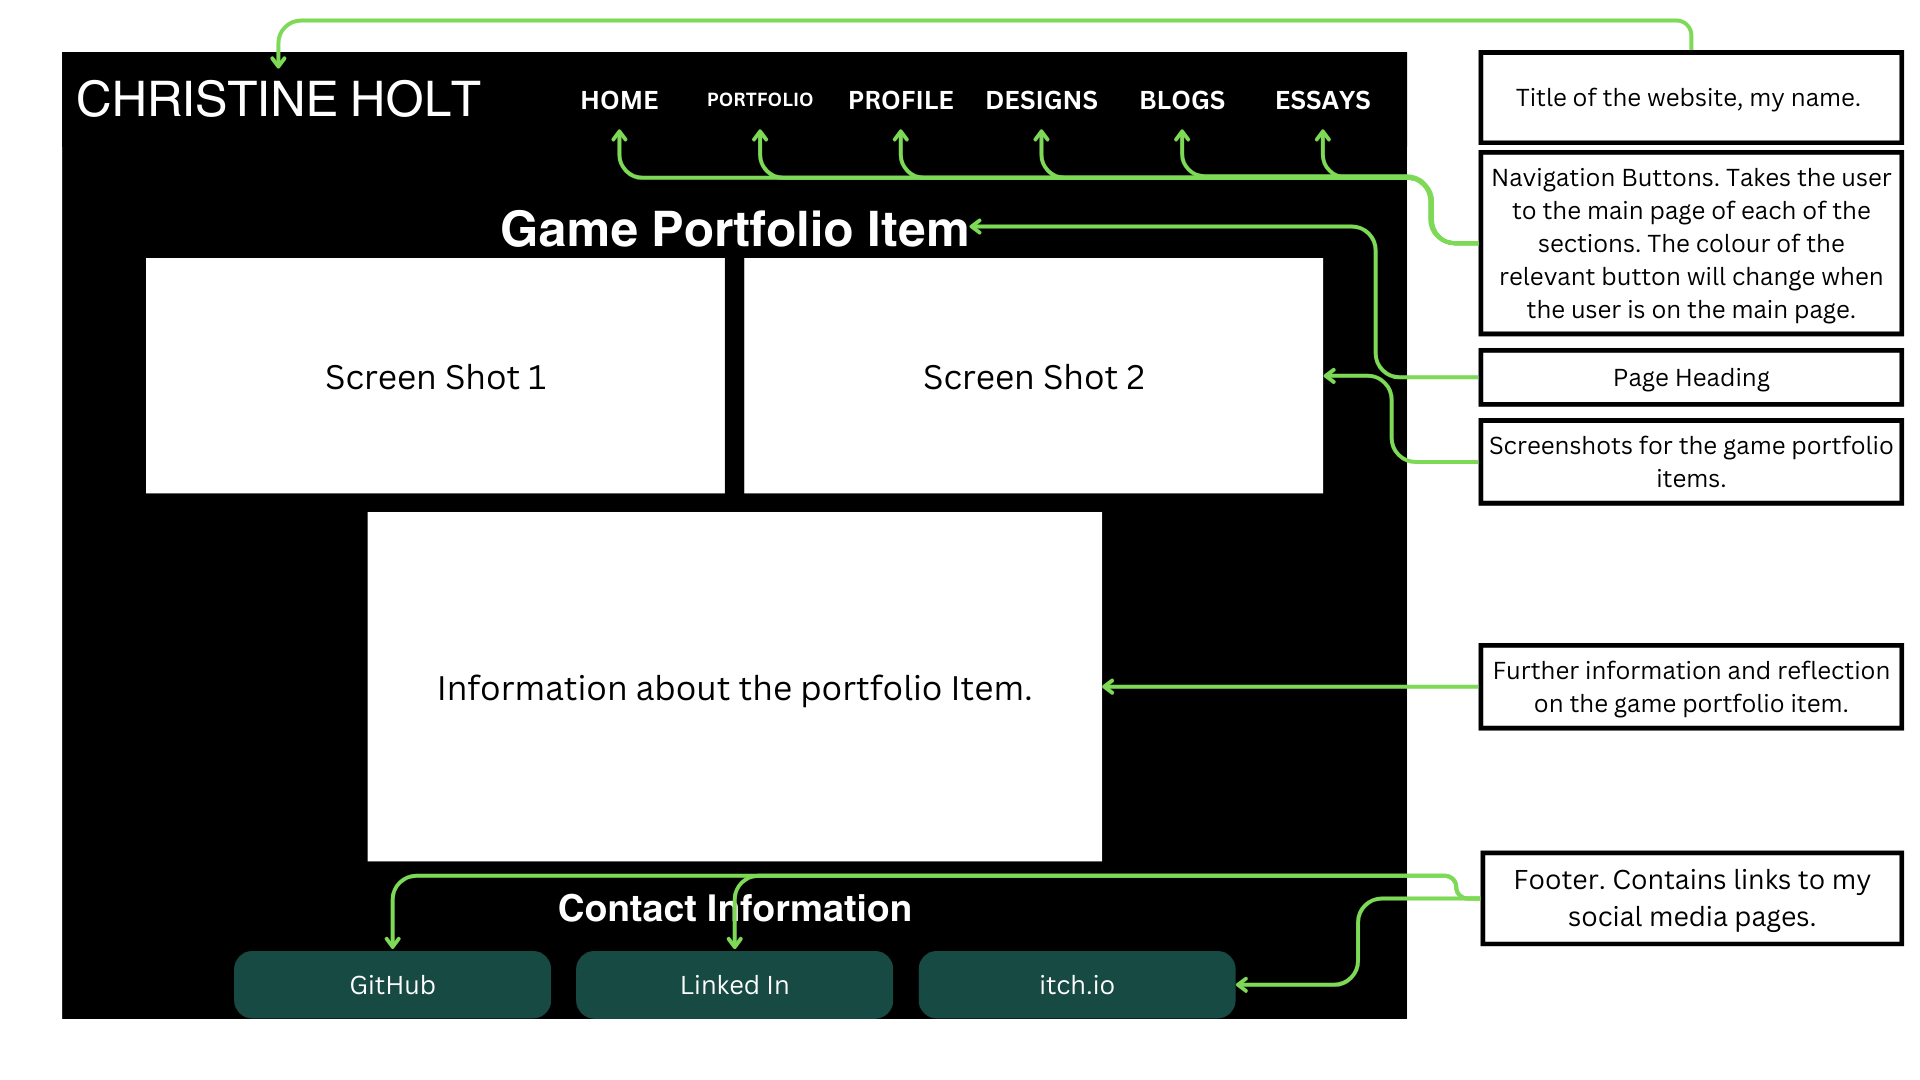 CHRISTINE HOLT
HOME PORTFOLIO PROFILE DESIGNS BLOGS ESSAYS
Game Portfolio Item
Screen Shot 1
Screen Shot 2
Information about the portfolio Item.
Contact Information
GitHub
Linked In
itch.io
Title of the website, my name.
Navigation Buttons. Takes the user
to the main page of each of the
sections. The colour of the
relevant button will change when
the user is on the main page.
Page Heading
Screenshots for the game portfolio
items.
Further information and reflection
on the game portfolio item.
Footer. Contains links to my
social media pages.